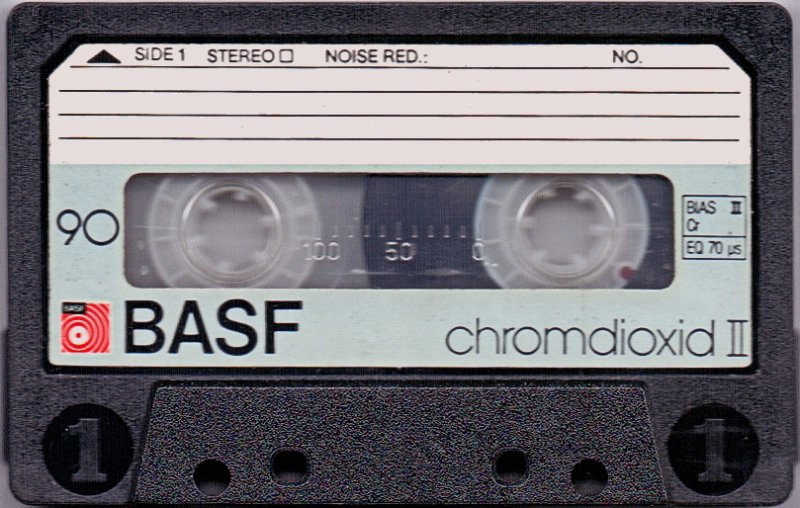 SIDE 1 STEREO NOISE RED.: NO.
90
100 50 0
BIAS II
Cr
EQ 70 µs
BASF
BASF
chromdioxid II
1 1